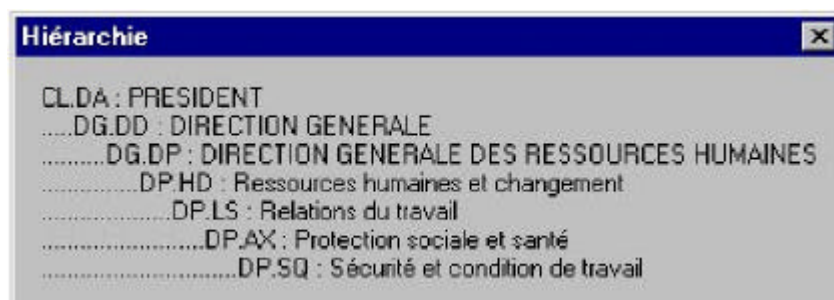 Hiérarchie
CL.DA : PRESIDENT
.....DG.DD : DIRECTION GENERALE
..........DG.DP : DIRECTION GENERALE DES RESSOURCES HUMAINES
...............DP.HD : Ressources humaines et changement
....................DP.LS : Relations du travail
.........................DP.AX : Protection sociale et santé
..............................DP.SQ : Sécurité et condition de travail